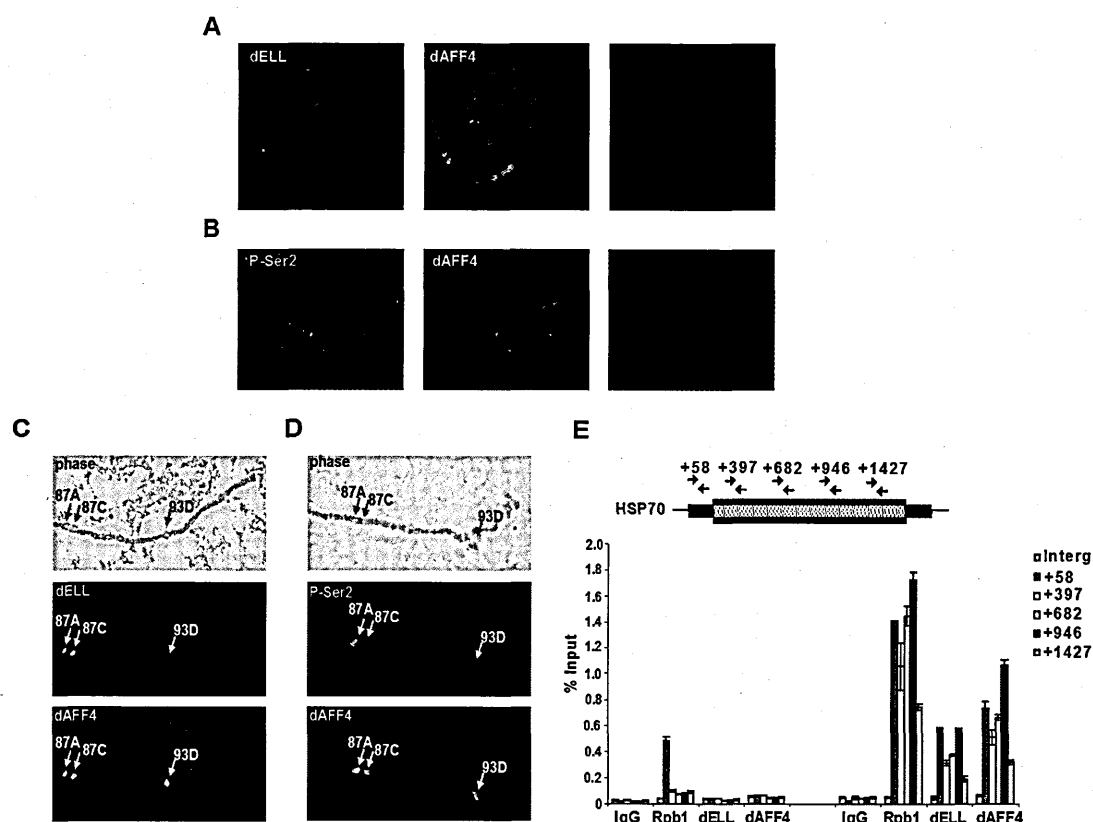 A
dELL
dAFF4
B
P-Ser2
dAFF4
C
phase
87A
87C
93D
dELL
87A
87C
93D
dAFF4
87A
87C
93D
D
phase
87A
87C
93D
P-Ser2
87A
87C
93D
dAFF4
87A
87C
93D
E
+58 +397 +682 +946 +1427
HSP70
% Input
2.0
1.8
1.6
1.4
1.2
1.0
0.8
0.6
0.4
0.2
0
IgG Rpb1 dELL dAFF4 IgG Rpb1 dELL dAFF4
Interg
+58
+397
+682
+946
+1427